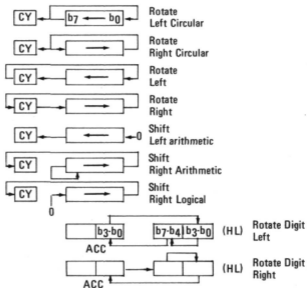 CY b7 b0 Rotate
Left Circular
CY Rotate
Right Circular
CY Rotate
Left
CY Rotate
Right
CY 0 Shift
Left arithmetic
CY Shift
Right Arithmetic
CY Shift
Right Logical
0
b3-b0 b7-b4 b3-b0 (HL) Rotate Digit
Left
ACC
(HL) Rotate Digit
Right
ACC